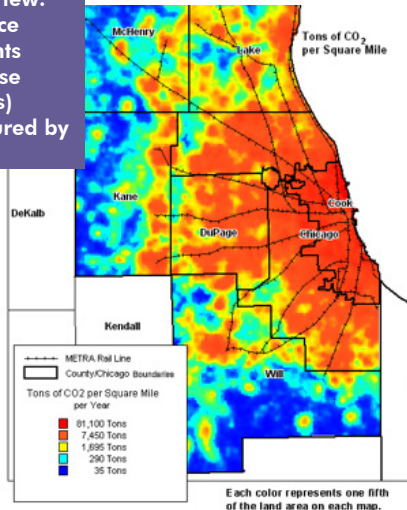 ew:
ce
nts
se
s)
ured by
Tons of CO2
per Square Mile
McHenry
Lake
Kane
Cook
DeKalb
DuPage
Chicago
Kendall
Will
METRA Rail Line
County/Chicago Boundaries
Tons of CO2 per Square Mile
per Year
81,100 Tons
7,450 Tons
1,695 Tons
290 Tons
35 Tons
Each color represents one fifth
of the land area on each map.